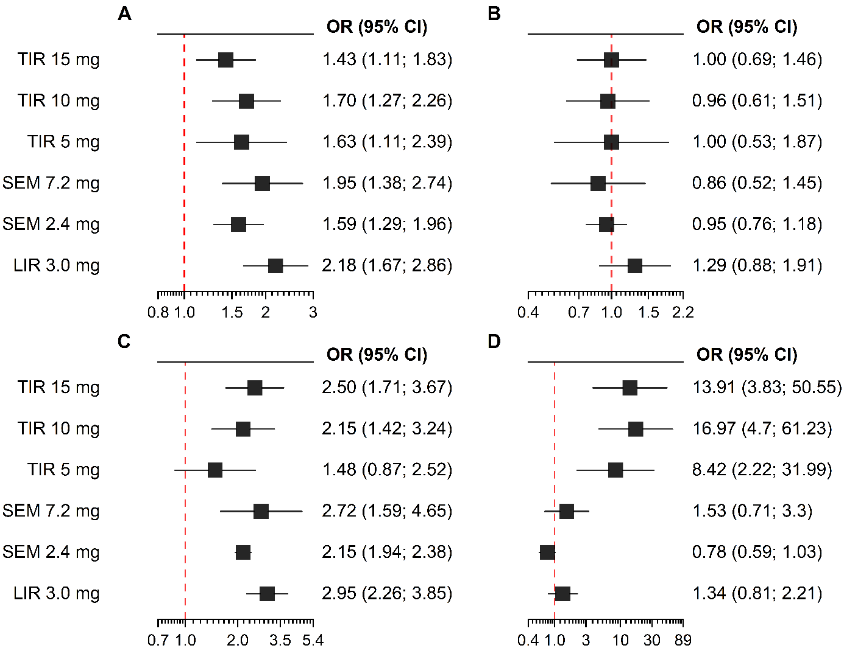 A B
OR (95% CI) OR (95% CI)
TIR 15 mg 1.43 (1.11; 1.83) 1.00 (0.69; 1.46)
TIR 10 mg 1.70 (1.27; 2.26) 0.96 (0.61; 1.51)
TIR 5 mg 1.63 (1.11; 2.39) 1.00 (0.53; 1.87)
SEM 7.2 mg 1.95 (1.38; 2.74) 0.86 (0.52; 1.45)
SEM 2.4 mg 1.59 (1.29; 1.96) 0.95 (0.76; 1.18)
LIR 3.0 mg 2.18 (1.67; 2.86) 1.29 (0.88; 1.91)
0.8 1.0 1.5 2 3 0.4 0.7 1.0 1.5 2.2
C D
OR (95% CI) OR (95% CI)
TIR 15 mg 2.50 (1.71; 3.67) 13.91 (3.83; 50.55)
TIR 10 mg 2.15 (1.42; 3.24) 16.97 (4.7; 61.23)
TIR 5 mg 1.48 (0.87; 2.52) 8.42 (2.22; 31.99)
SEM 7.2 mg 2.72 (1.59; 4.65) 1.53 (0.71; 3.3)
SEM 2.4 mg 2.15 (1.94; 2.38) 0.78 (0.59; 1.03)
LIR 3.0 mg 2.95 (2.26; 3.85) 1.34 (0.81; 2.21)
0.7 1.0 2.0 3.5 5.4 0.4 1.0 3 10 30 89